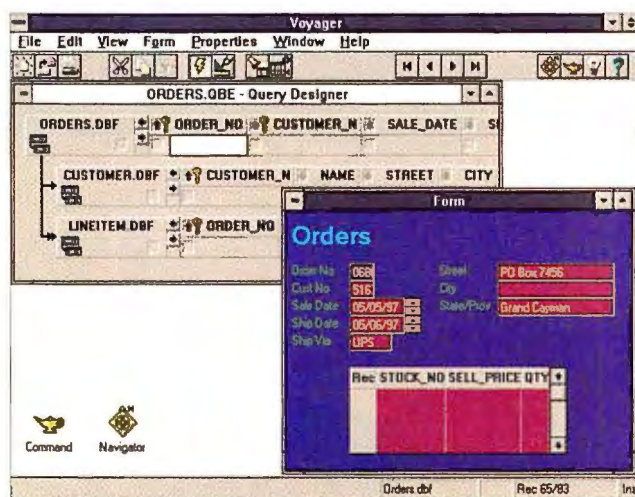 Voyager
File Edit View Form Properties Window Help
ORDERS.QBE - Query Designer
ORDERS.DBF ORDER_NO CUSTOMER_N SALE_DATE
CUSTOMER.DBF CUSTOMER_N NAME STREET CITY
LINEITEM.DBF ORDER_NO
Form
Orders
Order No 068 Street PO Box 7456
Cust No 516 City
Sale Date 05/05/97 State/Prov Grand Cayman
Ship Date 05/06/97
Ship Via UPS
Rec STOCK_NO SELL_PRICE QTY
Command Navigator
Orders.dbf Rec 65/83 In